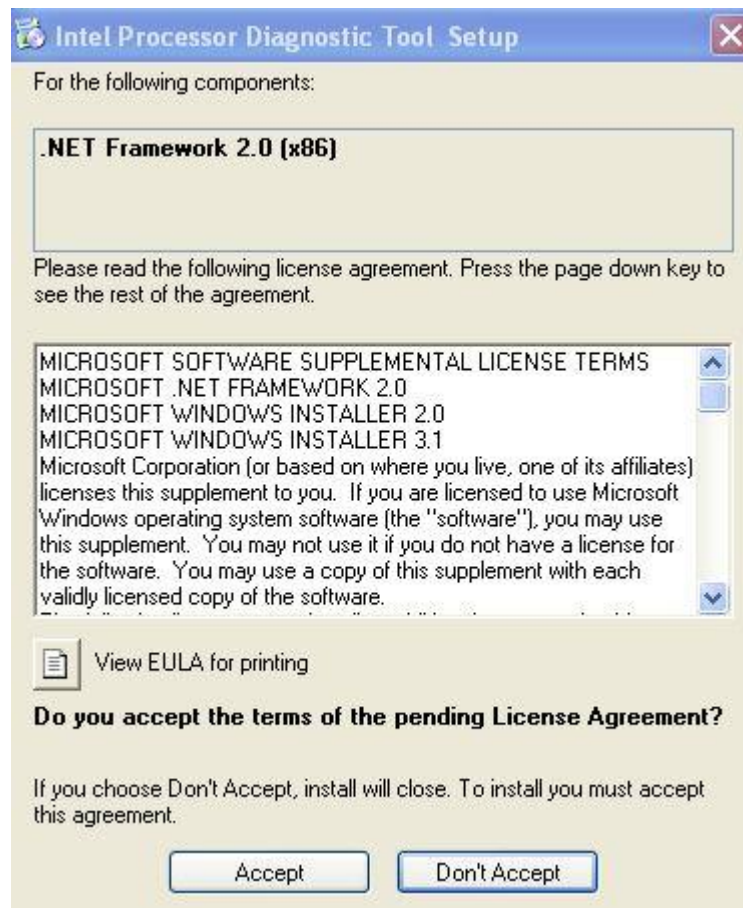 Intel Processor Diagnostic Tool Setup
For the following components:
.NET Framework 2.0 (x86)
Please read the following license agreement. Press the page down key to
see the rest of the agreement.
MICROSOFT SOFTWARE SUPPLEMENTAL LICENSE TERMS
MICROSOFT .NET FRAMEWORK 2.0
MICROSOFT WINDOWS INSTALLER 2.0
MICROSOFT WINDOWS INSTALLER 3.1
Microsoft Corporation (or based on where you live, one of its affiliates)
licenses this supplement to you. If you are licensed to use Microsoft
Windows operating system software (the "software"), you may use
this supplement. You may not use it if you do not have a license for
the software. You may use a copy of this supplement with each
validly licensed copy of the software.
View EULA for printing
Do you accept the terms of the pending License Agreement?
If you choose Don't Accept, install will close. To install you must accept
this agreement.
Accept
Don't Accept